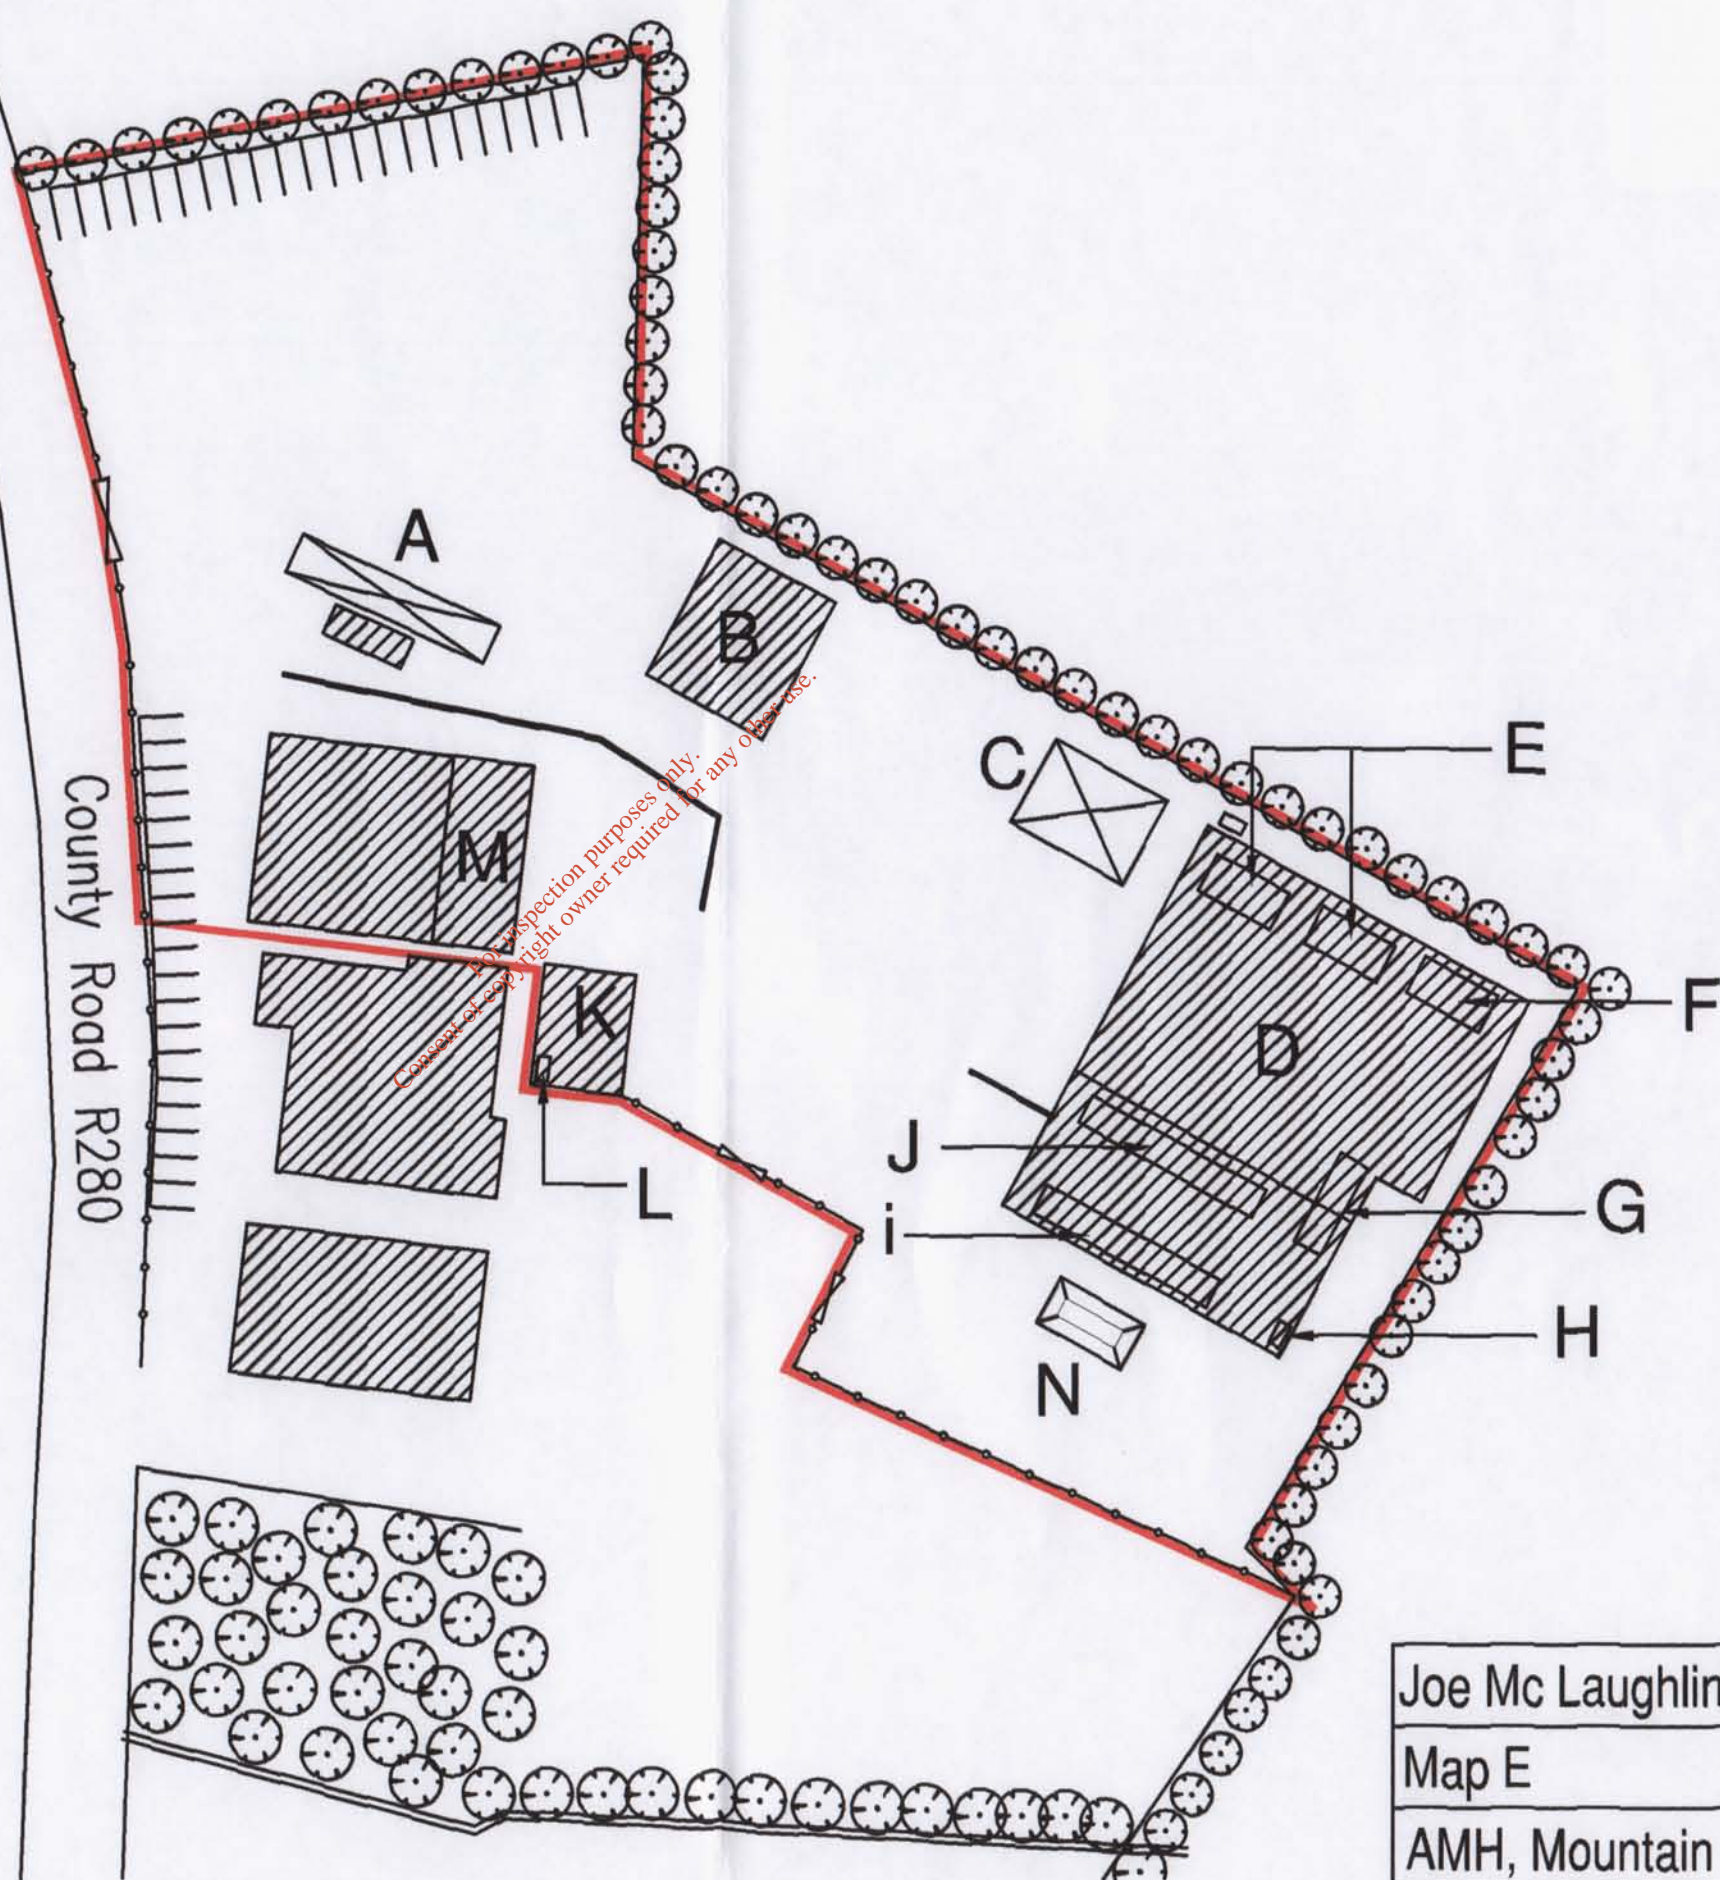 A
B
C
E
M
County Road R280
For inspection purposes only.
Consent of copyright owner required for any other use.
K
D
F
J
L
i
G
H
N
Joe Mc Laughlin
Map E
AMH, Mountain